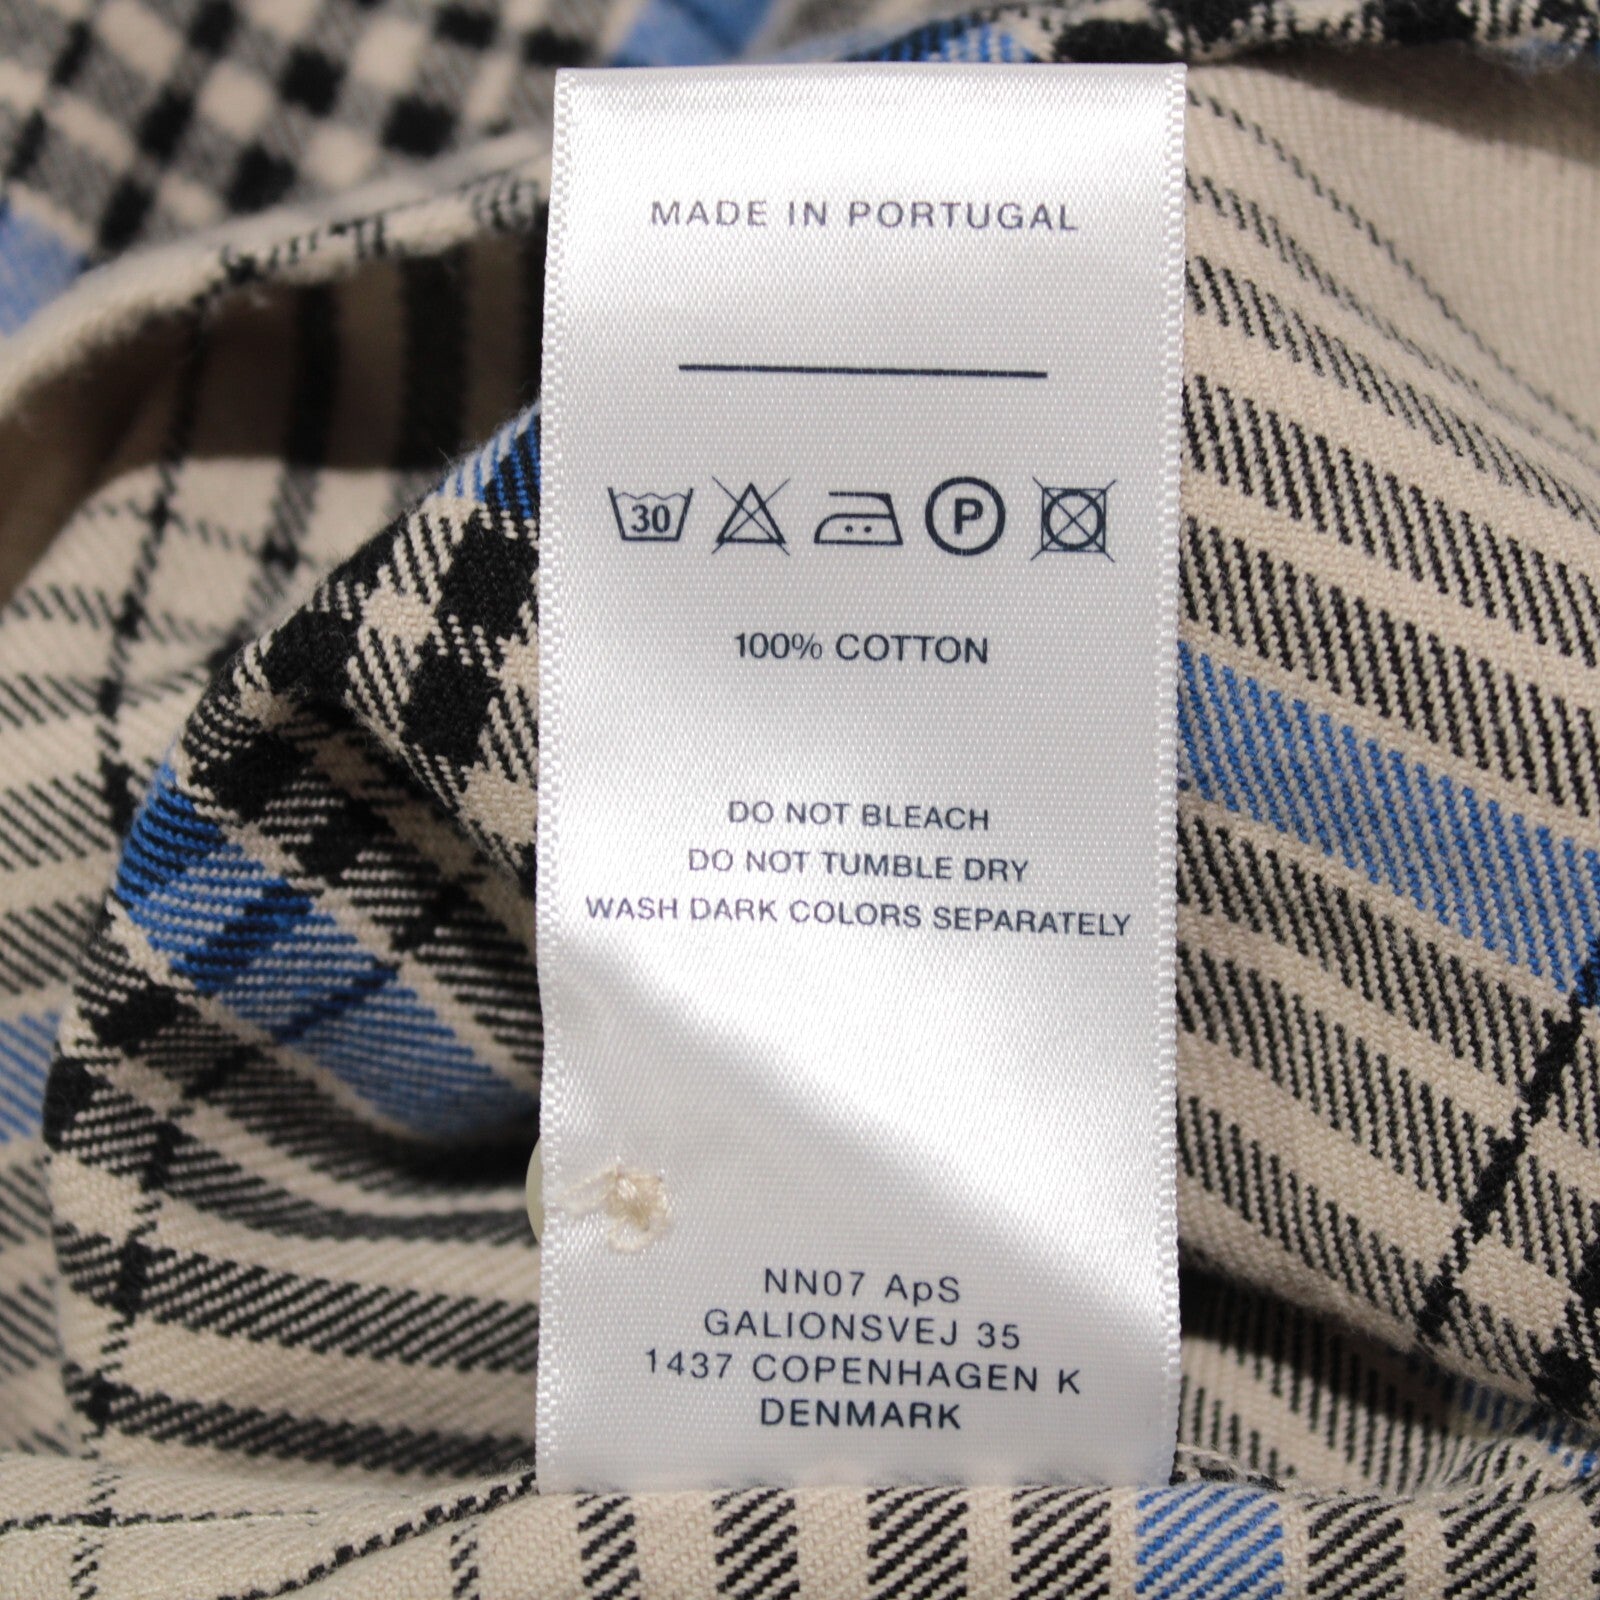 MADE IN PORTUGAL
30 P
100% COTTON
DO NOT BLEACH
DO NOT TUMBLE DRY
WASH DARK COLORS SEPARATELY
NN07 ApS
GALIONSVEJ 35
1437 COPENHAGEN K
DENMARK